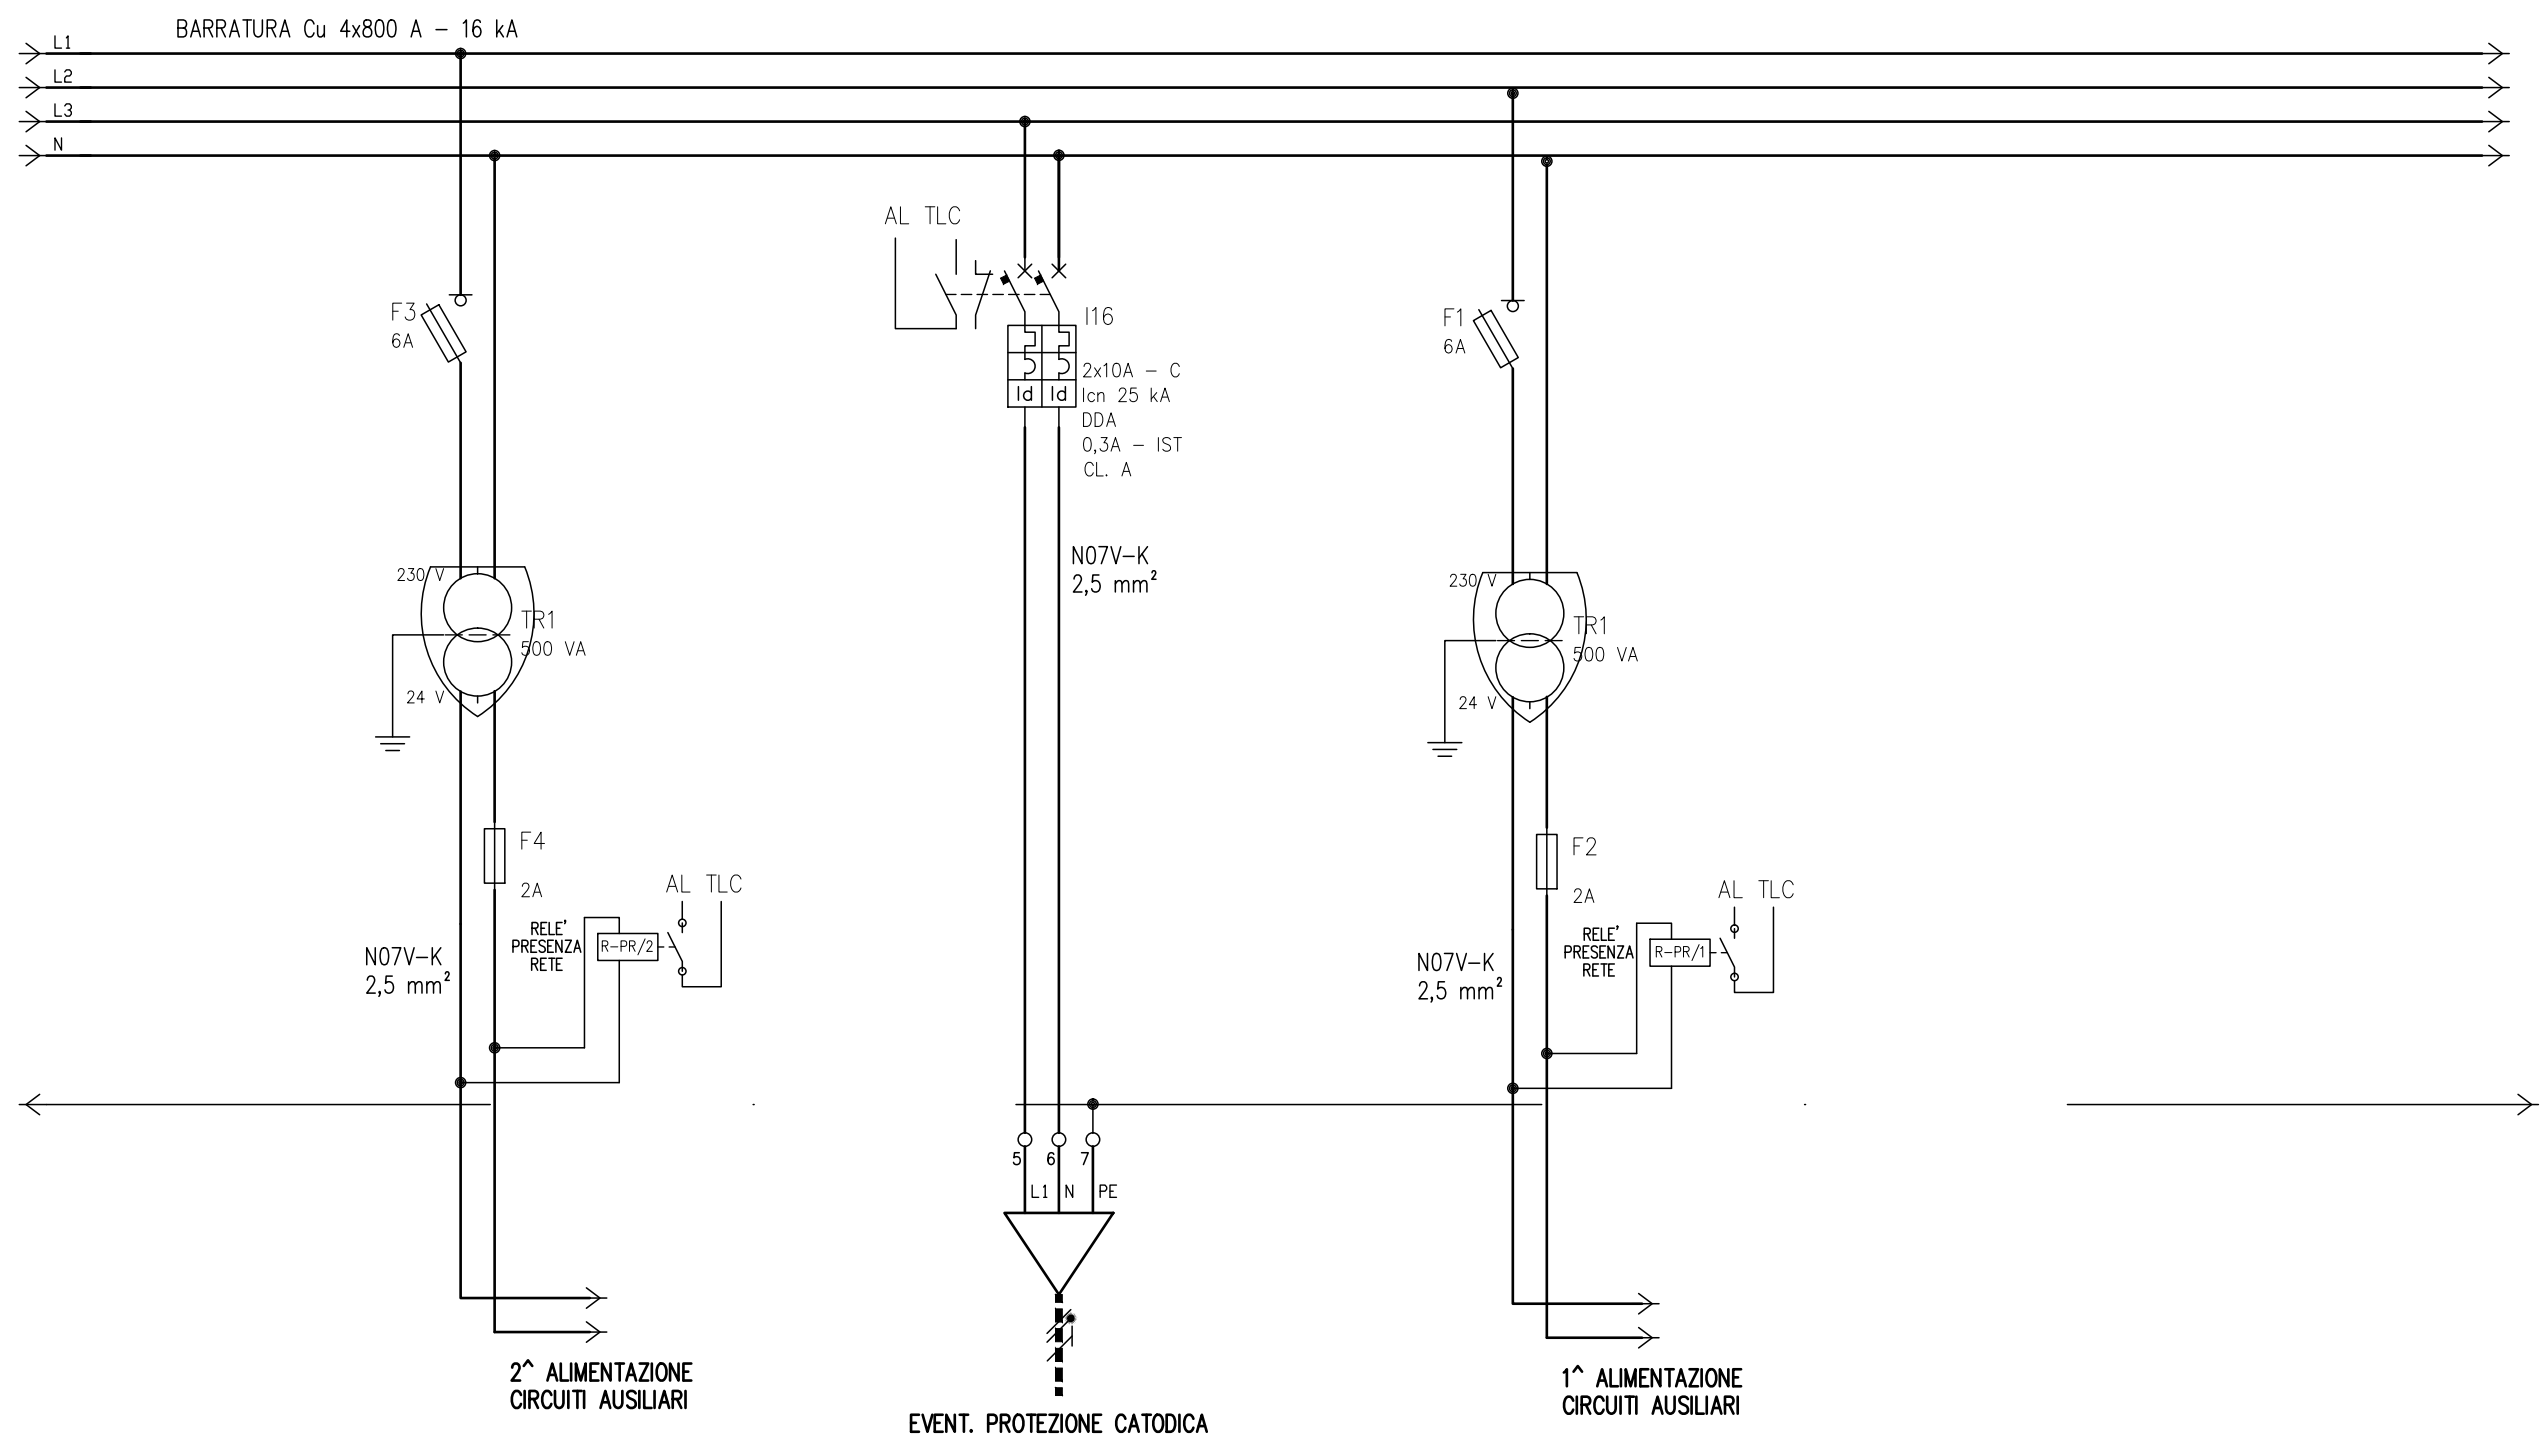 BARRATURA Cu 4x800 A - 16 kA
L1
L2
L3
N
AL TLC
F3
6A
I16
2x10A - C
Icn 25 kA
DDA
0,3A - IST
CL. A
Id
Id
F1
6A
N07V-K
2,5 mm²
230 V
TR1
500 VA
24 V
230 V
TR1
500 VA
24 V
F4
2A
AL TLC
RELE'
PRESENZA
RETE
R-PR/2
N07V-K
2,5 mm²
F2
2A
AL TLC
RELE'
PRESENZA
RETE
R-PR/1
N07V-K
2,5 mm²
5 6 7
L1 N PE
2^ ALIMENTAZIONE
CIRCUITI AUSILIARI
EVENT. PROTEZIONE CATODICA
1^ ALIMENTAZIONE
CIRCUITI AUSILIARI